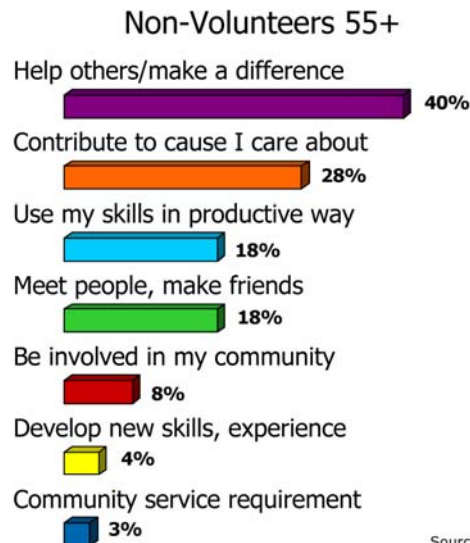 Non-Volunteers 55+
Help others/make a difference
40%
Contribute to cause I care about
28%
Use my skills in productive way
18%
Meet people, make friends
18%
Be involved in my community
8%
Develop new skills, experience
4%
Community service requirement
3%